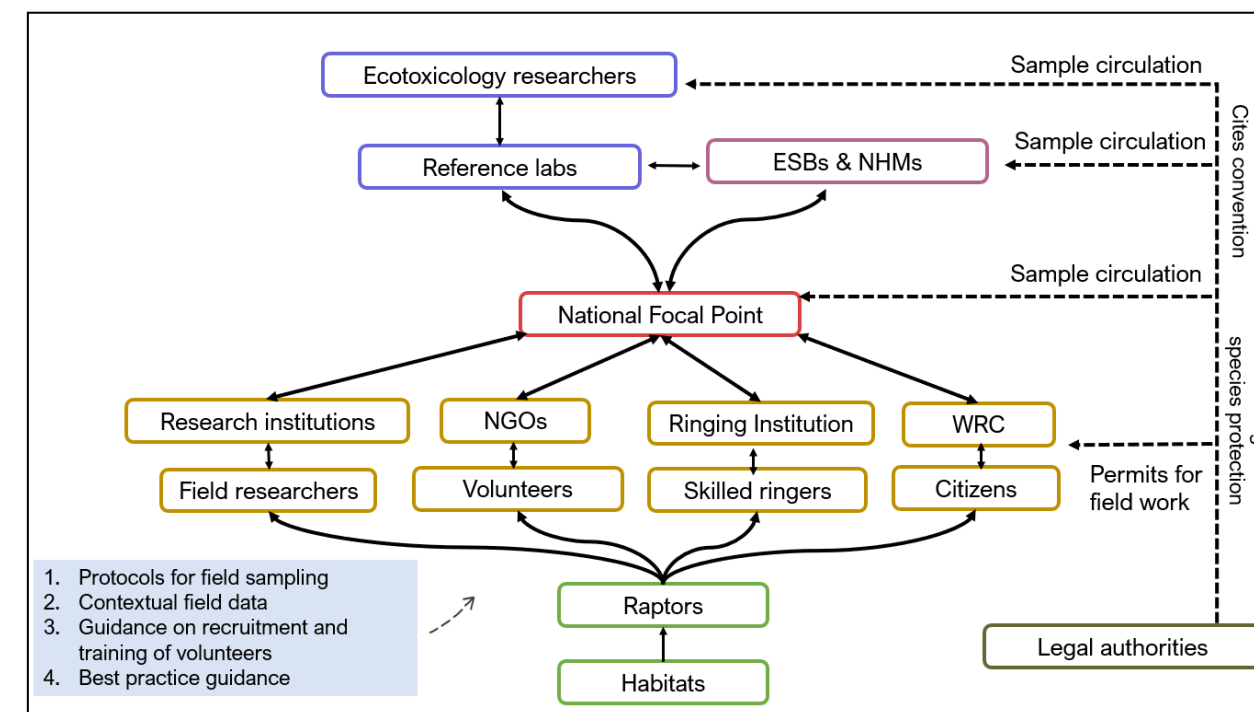 Ecotoxicology researchers
Sample circulation
Reference labs
ESBs & NHMs
Sample circulation
Cites convention
National Focal Point
Sample circulation
Research institutions
NGOs
Ringing Institution
WRC
species protection
Field researchers
Volunteers
Skilled ringers
Citizens
Permits for
field work
1. Protocols for field sampling
2. Contextual field data
3. Guidance on recruitment and
training of volunteers
4. Best practice guidance
Raptors
Habitats
Legal authorities